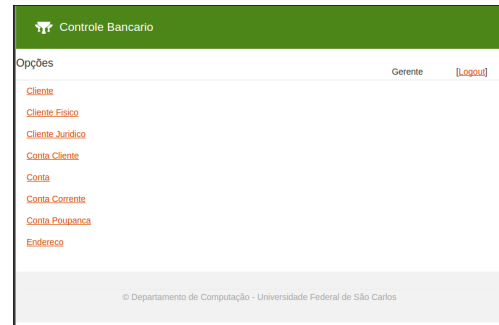 Controle Bancario
Opções
Gerente [Logout]
Cliente
Cliente Fisico
Cliente Juridico
Conta Cliente
Conta
Conta Corrente
Conta Poupanca
Endereco
© Departamento de Computação - Universidade Federal de São Carlos